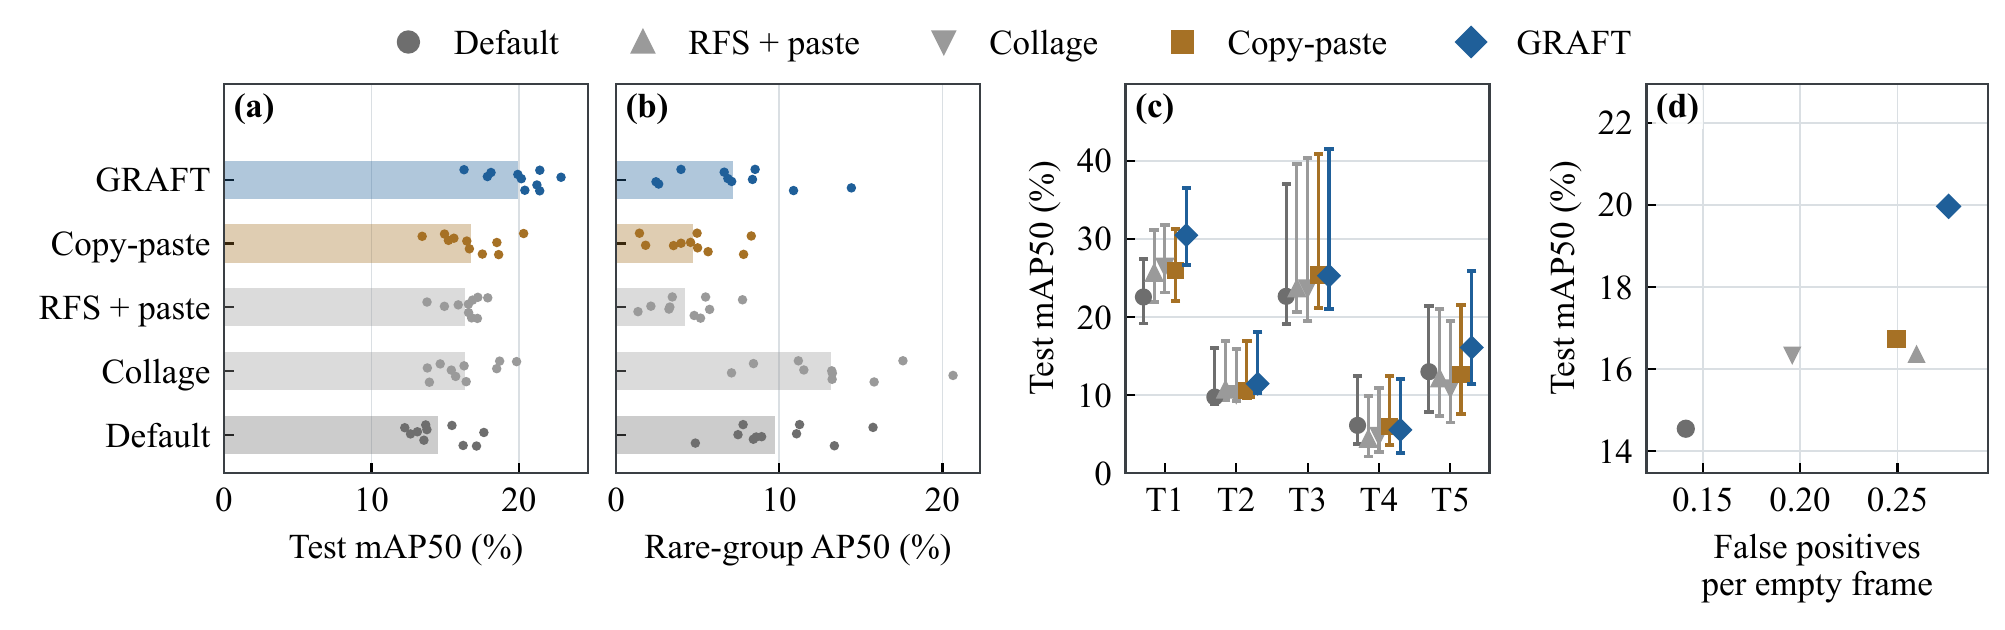 Default RFS + paste Collage Copy-paste GRAFT
(a)
GRAFT
Copy-paste
RFS + paste
Collage
Default
0 10 20
Test mAP50 (%)
(b)
0 10 20
Rare-group AP50 (%)
(c)
Test mAP50 (%)
40
30
20
10
0
T1 T2 T3 T4 T5
(d)
Test mAP50 (%)
22
20
18
16
14
0.15 0.20 0.25
False positives
per empty frame